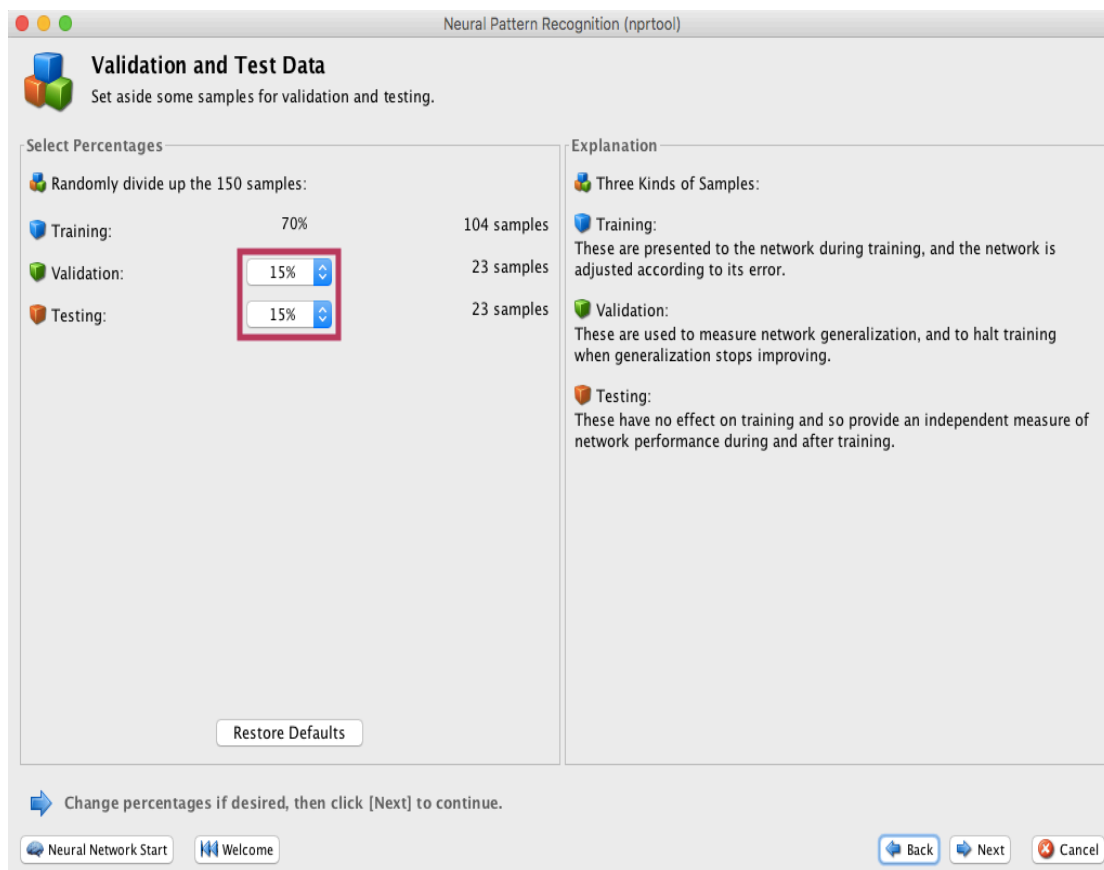 Neural Pattern Recognition (nprtool)
Validation and Test Data
Set aside some samples for validation and testing.
Select Percentages
Randomly divide up the 150 samples:
Training: 70% 104 samples
Validation: 15% 23 samples
Testing: 15% 23 samples
Restore Defaults
Explanation
Three Kinds of Samples:
Training:
These are presented to the network during training, and the network is
adjusted according to its error.
Validation:
These are used to measure network generalization, and to halt training
when generalization stops improving.
Testing:
These have no effect on training and so provide an independent measure of
network performance during and after training.
Change percentages if desired, then click [Next] to continue.
Neural Network Start Welcome Back Next Cancel